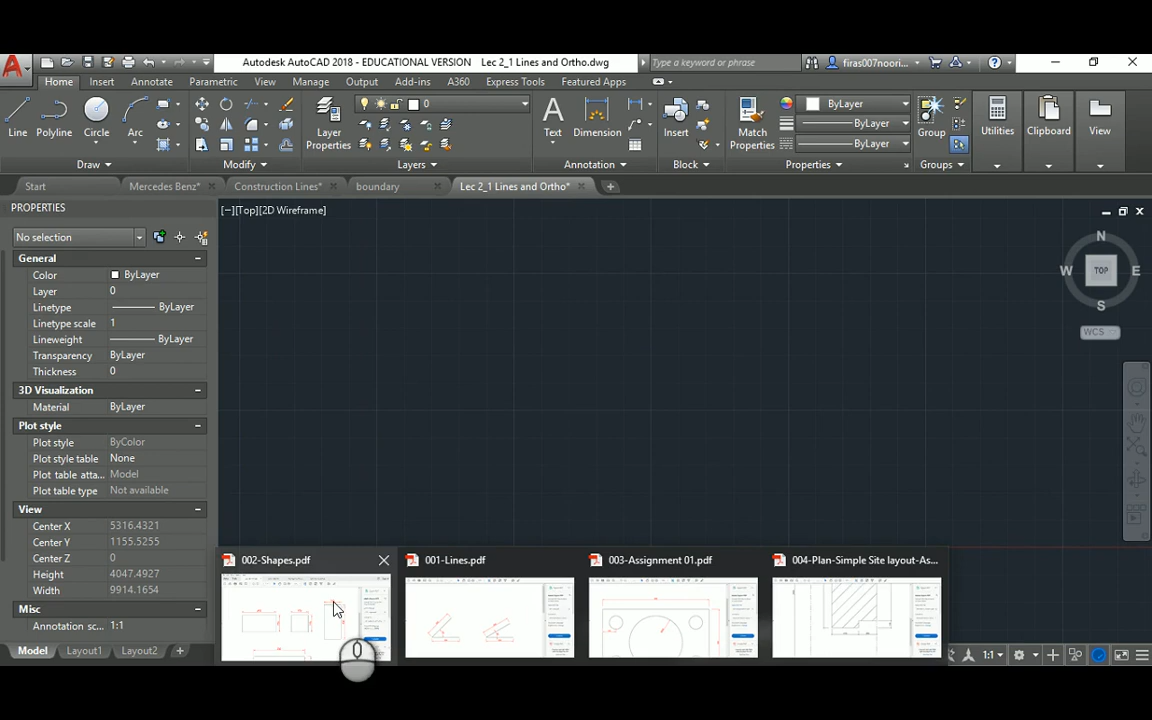 Autodesk AutoCAD 2018 - EDUCATIONAL VERSION Lec 2_1 Lines and Ortho.dwg
Type a keyword or phrase
firas007noori...
Home Insert Annotate Parametric View Manage Output Add-ins A360 Express Tools Featured Apps
0
ByLayer
ByLayer
ByLayer
Line Polyline Circle Arc
Layer Properties
Text Dimension
Insert
Match Properties
Group
Utilities
Clipboard
View
Draw Modify Layers Annotation Block Properties Groups
Start Mercedes Benz* Construction Lines* boundary Lec 2_1 Lines and Ortho*
PROPERTIES
[−][Top][2D Wireframe]
No selection
General
Color ByLayer
Layer 0
Linetype ByLayer
Linetype scale 1
Lineweight ByLayer
Transparency ByLayer
Thickness 0
3D Visualization
Material ByLayer
Plot style
Plot style ByColor
Plot style table None
Plot table atta... Model
Plot table type Not available
View
Center X 5316.4321
Center Y 1155.5255
Center Z 0
Height 4047.4927
Width 9914.1654
Misc
Annotation sc... 1:1
N
W TOP E
S
WCS
002-Shapes.pdf 001-Lines.pdf 003-Assignment 01.pdf 004-Plan-Simple Site layout-As...
Model Layout1 Layout2
1:1